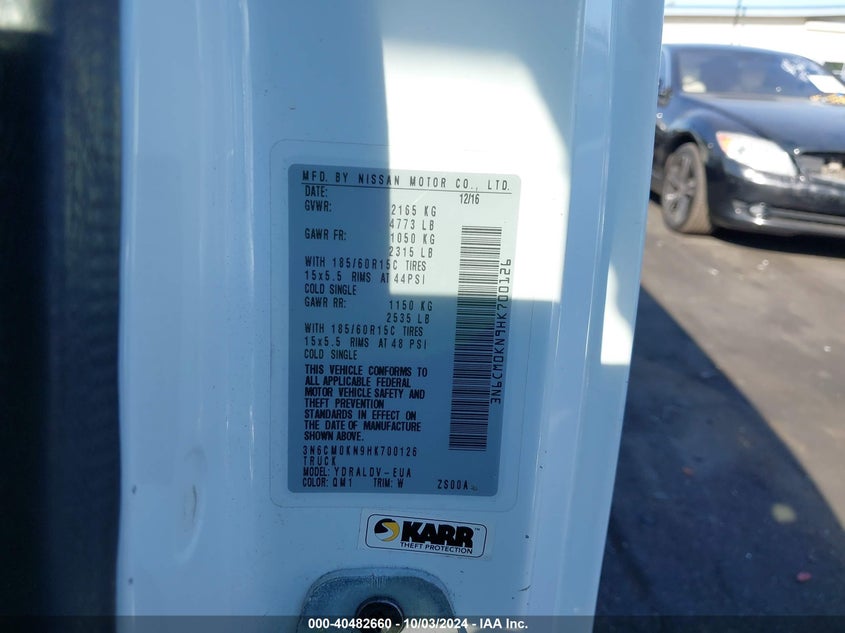 MFD. BY NISSAN MOTOR CO., LTD.
DATE: 12/16
GVWR: 2165 KG
4773 LB
GAWR FR: 1050 KG
2315 LB
WITH 185/60R15C TIRES
15x5.5 RIMS AT 44PSI
COLD SINGLE
GAWR RR: 1150 KG
2535 LB
WITH 185/60R15C TIRES
15x5.5 RIMS AT 48 PSI
COLD SINGLE
THIS VEHICLE CONFORMS TO
ALL APPLICABLE FEDERAL
MOTOR VEHICLE SAFETY AND
THEFT PREVENTION
STANDARDS IN EFFECT ON
THE DATE OF MANUFACTURE
SHOWN ABOVE.
3N6CM0KN9HK700126
TRUCK
MODEL: YDRALDV-EUA
COLOR: QM1 TRIM: W ZS00A
3N6CM0KN9HK700126
KARR
THEFT PROTECTION
000-40482660 - 10/03/2024 - IAA Inc.